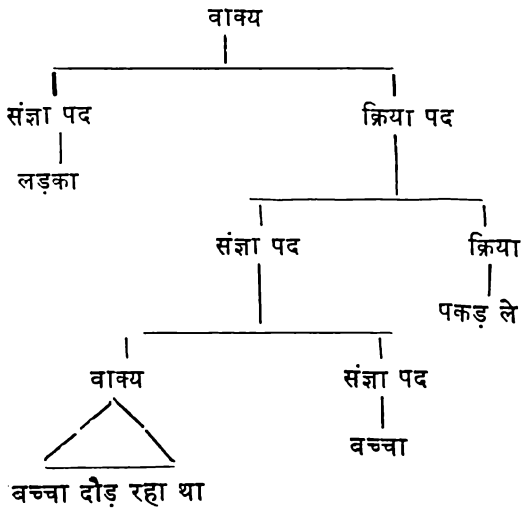 वाक्य
संज्ञा पद क्रिया पद
लड़का
संज्ञा पद क्रिया
पकड़ ले
वाक्य संज्ञा पद
बच्चा
बच्चा दौड़ रहा था